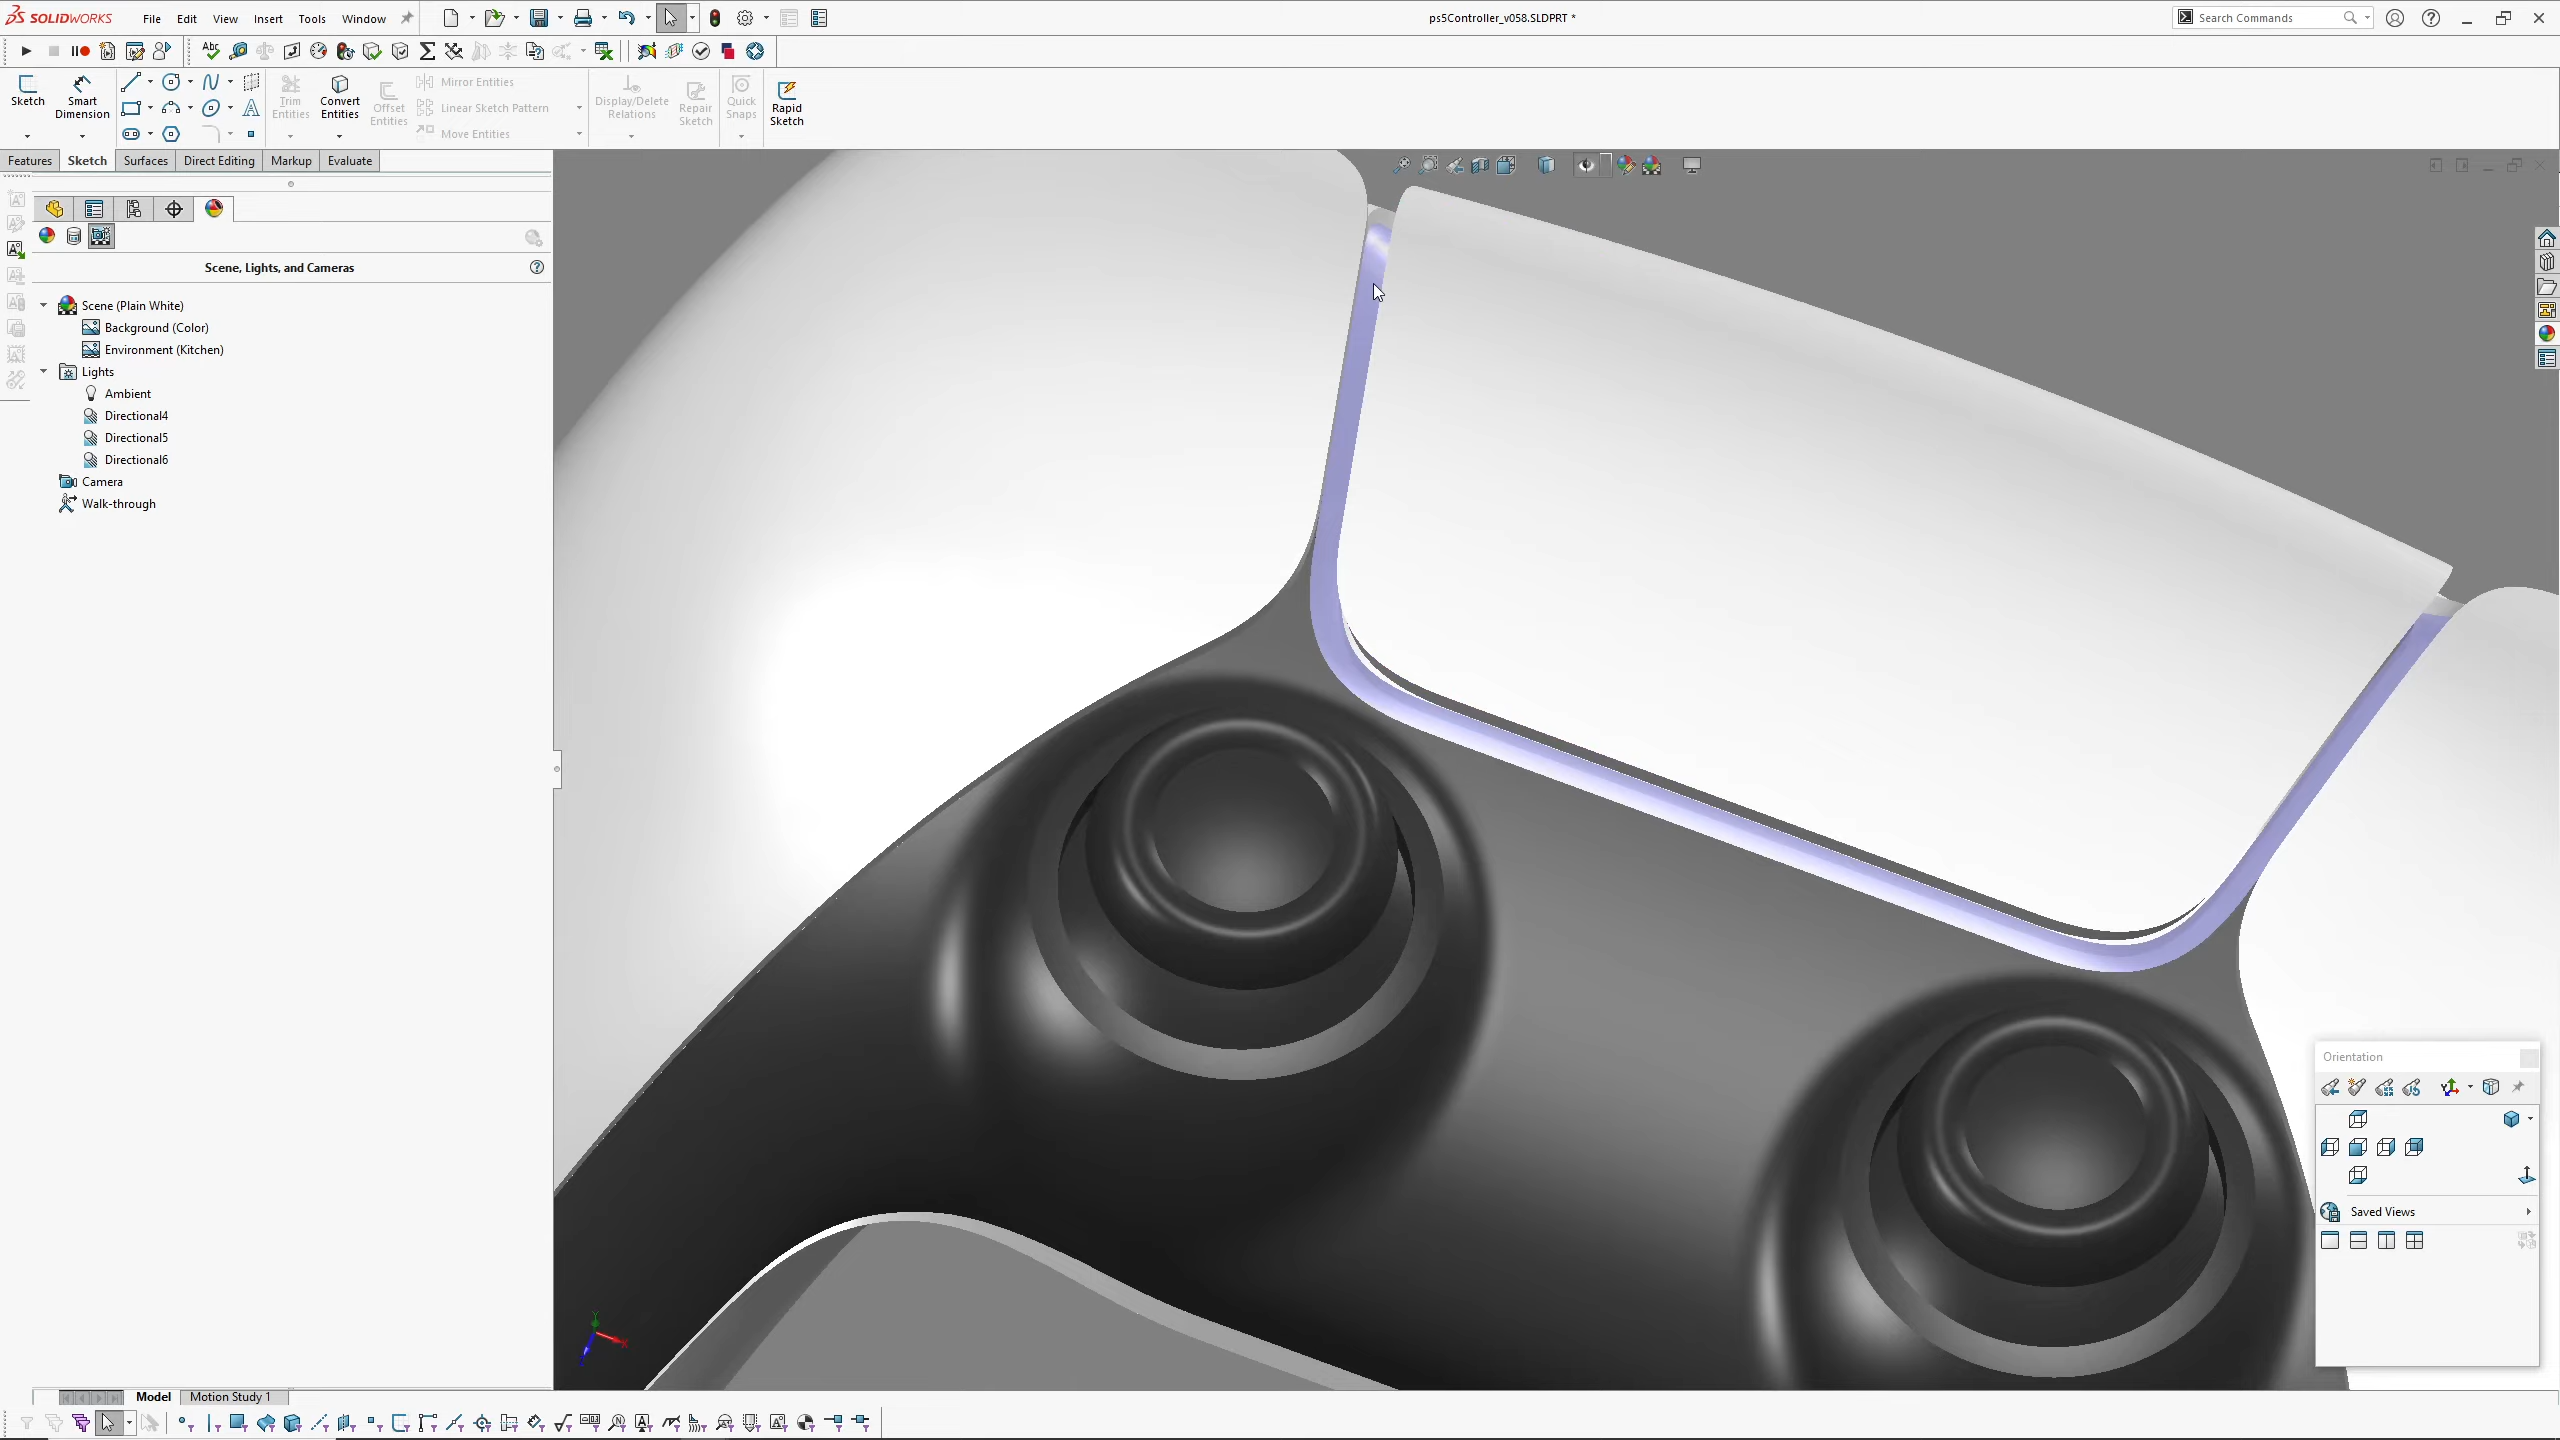 SOLIDWORKS
File Edit View Insert Tools Window
ps5Controller_v058.SLDPRT *
Search Commands
Sketch
Smart Dimension
Trim Entities
Convert Entities
Offset Entities
Mirror Entities
Linear Sketch Pattern
Move Entities
Display/Delete Relations
Repair Sketch
Quick Snaps
Rapid Sketch
Features Sketch Surfaces Direct Editing Markup Evaluate
Scene, Lights, and Cameras
Scene (Plain White)
Background (Color)
Environment (Kitchen)
Lights
Ambient
Directional4
Directional5
Directional6
Camera
Walk-through
Orientation
Saved Views
Model Motion Study 1